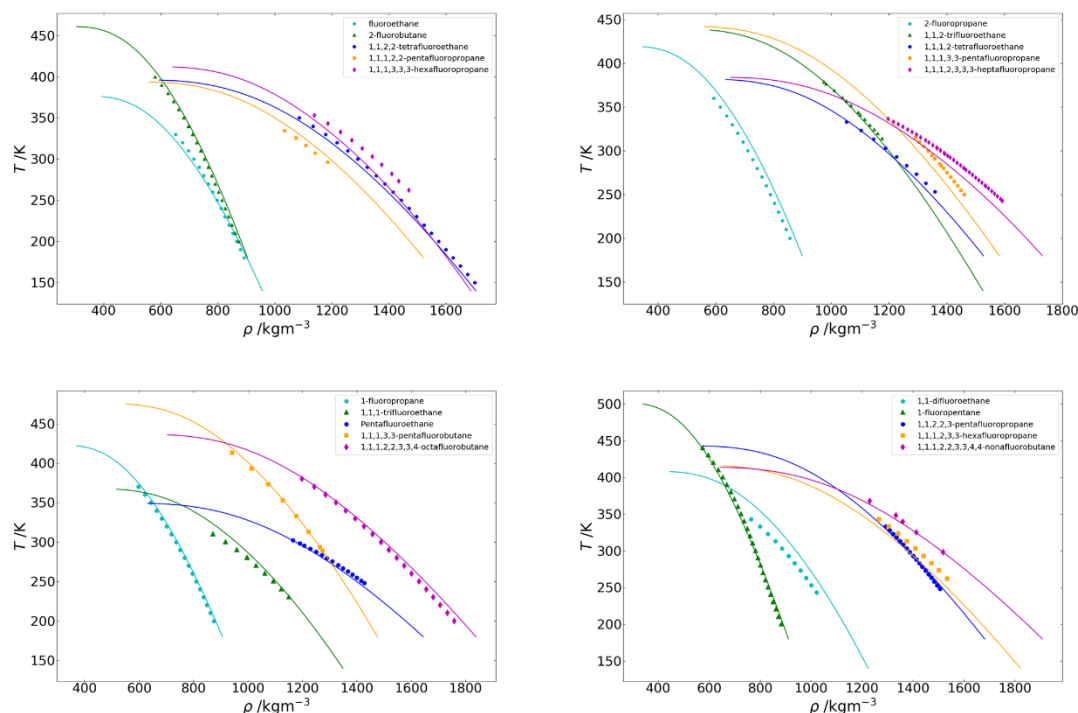 fluoroethane
2-fluorobutane
1,1,2,2-tetrafluoroethane
1,1,1,2,2-pentafluoropropane
1,1,1,3,3,3-hexafluoropropane
450
400
350
300
250
200
150
T /K
400 600 800 1000 1200 1400 1600
ρ /kgm⁻³
2-fluoropropane
1,1,2-trifluoroethane
1,1,1,2-tetrafluoroethane
1,1,1,3,3-pentafluoropropane
1,1,1,2,3,3,3-heptafluoropropane
450
400
350
300
250
200
150
T /K
400 600 800 1000 1200 1400 1600 1800
ρ /kgm⁻³
1-fluoropropane
1,1,1-trifluoroethane
Pentafluoroethane
1,1,1,3,3-pentafluorobutane
1,1,1,2,2,3,3,4-octafluorobutane
450
400
350
300
250
200
150
T /K
400 600 800 1000 1200 1400 1600 1800
ρ /kgm⁻³
1,1-difluoroethane
1-fluoropentane
1,1,2,2,3-pentafluoropropane
1,1,1,2,3,3-hexafluoropropane
1,1,1,2,2,3,3,4,4-nonafluorobutane
500
450
400
350
300
250
200
150
T /K
400 600 800 1000 1200 1400 1600 1800
ρ /kgm⁻³